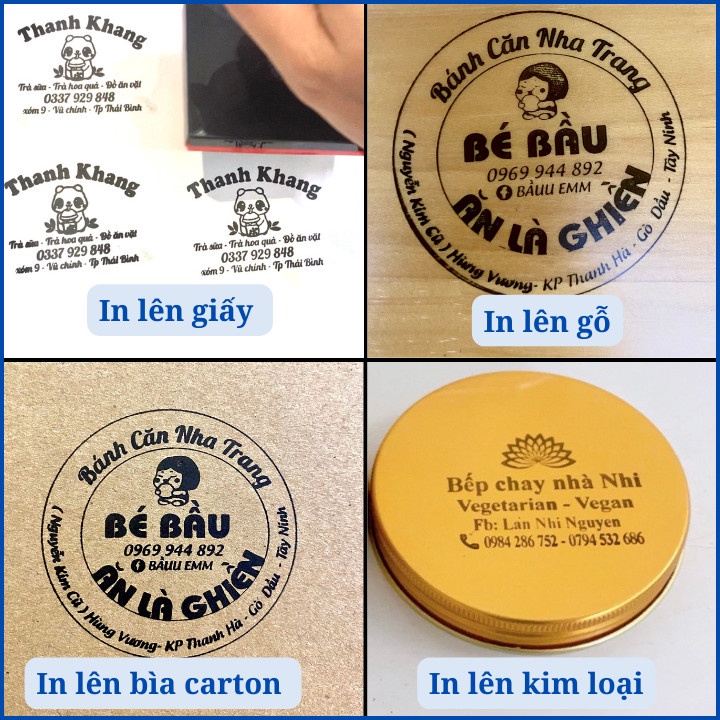 Thanh Khang
Trà sữa - Trà hoa quả - Đồ ăn vặt
0337 929 848
xóm 9 - Vũ chính - Tp Thái Bình
Thanh Khang
Trà sữa - Trà hoa quả - Đồ ăn vặt
0337 929 848
xóm 9 - Vũ chính - Tp Thái Bình
Thanh Khang
Trà sữa - Trà hoa quả - Đồ ăn vặt
0337 929 848
xóm 9 - Vũ chính - Tp Thái Bình
In lên giấy
Bánh Căn Nha Trang
BÉ BẦU
0969 944 892
BÀUU EMM
ĂN LÀ GHIỀN
( Nguyễn Kim Cũ ) Hùng Vương- KP Thanh Hà - Gò Dầu - Tây Ninh
In lên gỗ
Bánh Căn Nha Trang
BÉ BẦU
0969 944 892
BÀUU EMM
ĂN LÀ GHIỀN
( Nguyễn Kim Cũ ) Hùng Vương- KP Thanh Hà - Gò Dầu - Tây Ninh
In lên bìa carton
Bếp chay nhà Nhi
Vegetarian - Vegan
Fb: Lan Nhi Nguyen
0984 286 752 - 0794 532 686
In lên kim loại